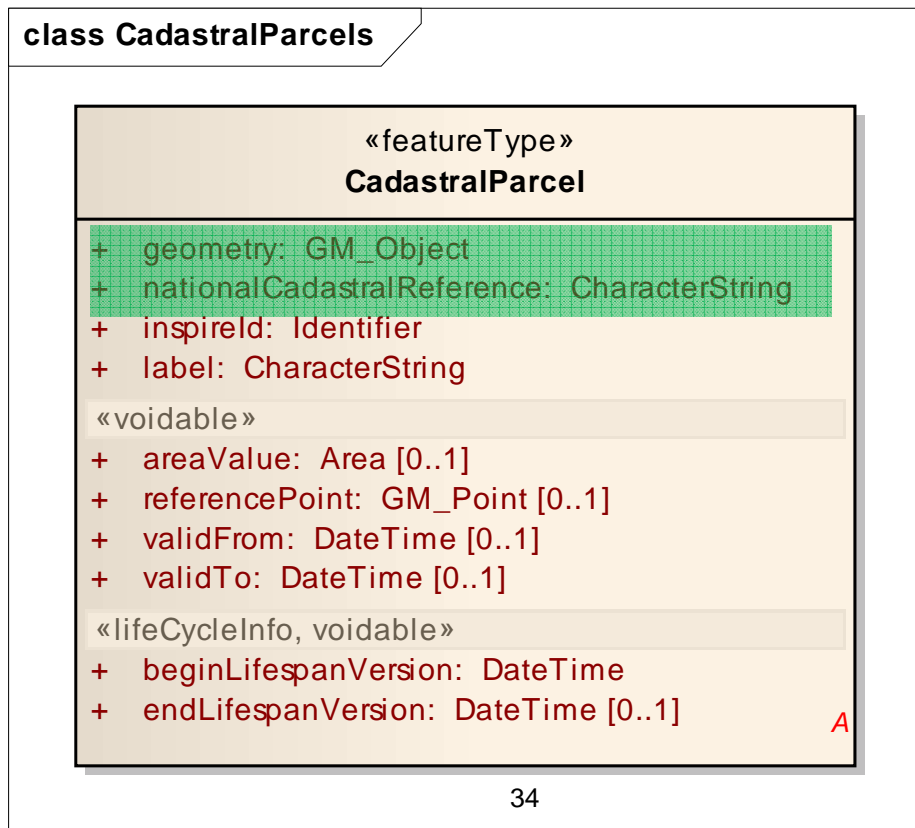 class CadastralParcels
«featureType»
CadastralParcel
+ geometry: GM_Object
+ nationalCadastralReference: CharacterString
+ inspireId: Identifier
+ label: CharacterString
«voidable»
+ areaValue: Area [0..1]
+ referencePoint: GM_Point [0..1]
+ validFrom: DateTime [0..1]
+ validTo: DateTime [0..1]
«lifeCycleInfo, voidable»
+ beginLifespanVersion: DateTime
+ endLifespanVersion: DateTime [0..1]
A
34